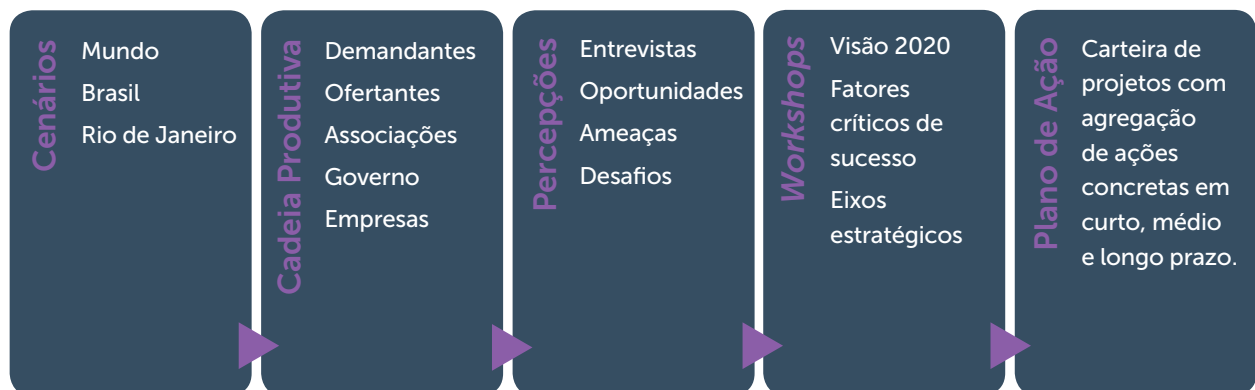 Cenários
Mundo
Brasil
Rio de Janeiro
Cadeia Produtiva
Demandantes
Ofertantes
Associações
Governo
Empresas
Percepções
Entrevistas
Oportunidades
Ameaças
Desafios
Workshops
Visão 2020
Fatores
críticos de
sucesso
Eixos
estratégicos
Plano de Ação
Carteira de
projetos com
agregação
de ações
concretas em
curto, médio
e longo prazo.